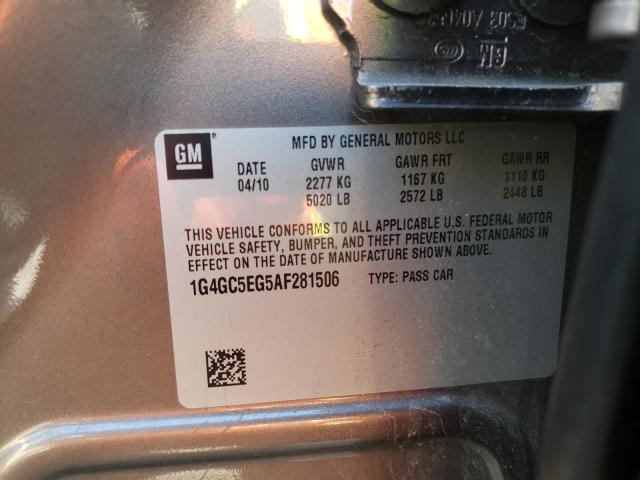 GM
GM
MFD BY GENERAL MOTORS LLC
DATE GVWR GAWR FRT GAWR RR
04/10 2277 KG 1167 KG 1110 KG
5020 LB 2572 LB 2448 LB
THIS VEHICLE CONFORMS TO ALL APPLICABLE U.S. FEDERAL MOTOR
VEHICLE SAFETY, BUMPER, AND THEFT PREVENTION STANDARDS IN
EFFECT ON THE DATE OF MANUFACTURE SHOWN ABOVE.
1G4GC5EG5AF281506 TYPE: PASS CAR